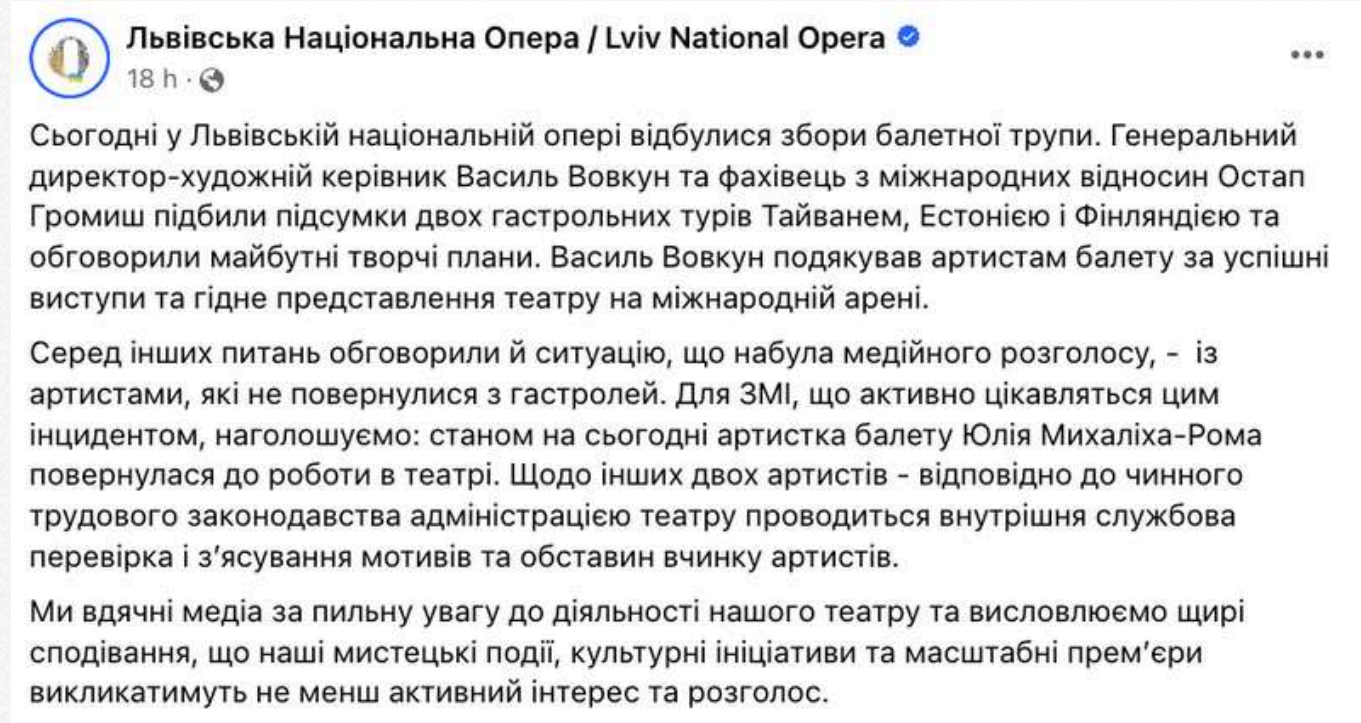 Львівська Національна Опера / Lviv National Opera
18 h ·
Сьогодні у Львівській національній опері відбулися збори балетної трупи. Генеральний
директор-художній керівник Василь Вовкун та фахівець з міжнародних відносин Остап
Громиш підбили підсумки двох гастрольних турів Тайванем, Естонією і Фінляндією та
обговорили майбутні творчі плани. Василь Вовкун подякував артистам балету за успішні
виступи та гідне представлення театру на міжнародній арені.
Серед інших питань обговорили й ситуацію, що набула медійного розголосу, -  із
артистами, які не повернулися з гастролей. Для ЗМІ, що активно цікавляться цим
інцидентом, наголошуємо: станом на сьогодні артистка балету Юлія Михаліха-Рома
повернулася до роботи в театрі. Щодо інших двох артистів - відповідно до чинного
трудового законодавства адміністрацією театру проводиться внутрішня службова
перевірка і з’ясування мотивів та обставин вчинку артистів.
Ми вдячні медіа за пильну увагу до діяльності нашого театру та висловлюємо щирі
сподівання, що наші мистецькі події, культурні ініціативи та масштабні прем’єри
викликатимуть не менш активний інтерес та розголос.